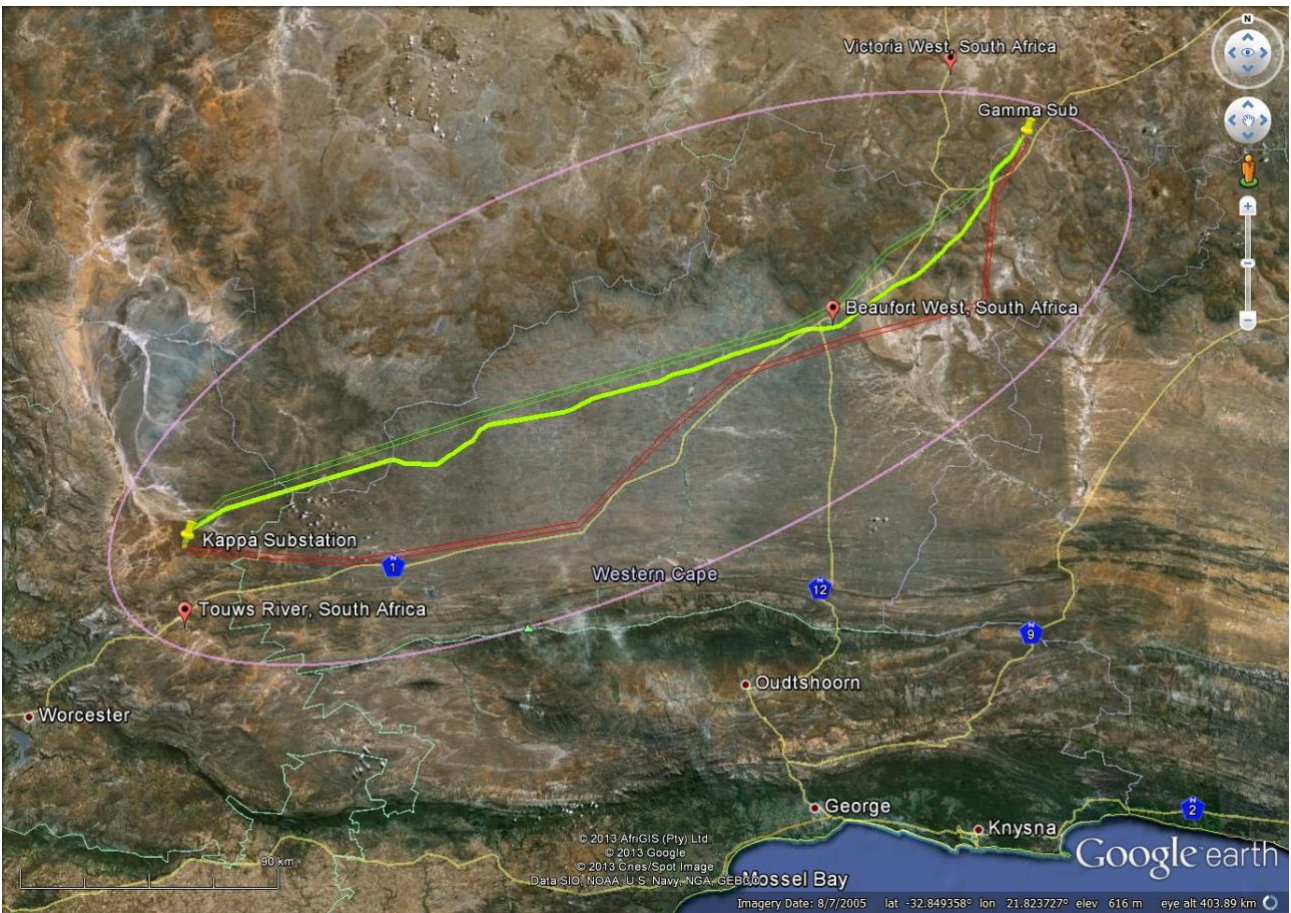 N
Victoria West, South Africa
Gamma Sub
Beaufort West, South Africa
Kappa Substation
N
1
Western Cape
N
12
Touws River, South Africa
N
9
Oudtshoorn
Worcester
George
N
2
Knysna
© 2013 AfriGIS (Pty) Ltd.
© 2013 Google
© 2013 Cnes/Spot Image
Data SIO, NOAA, U.S. Navy, NGA, GEBCO
90 km
Mossel Bay
Google earth
Imagery Date: 8/7/2005 lat -32.849358° lon 21.823727° elev 616 m eye alt 403.89 km